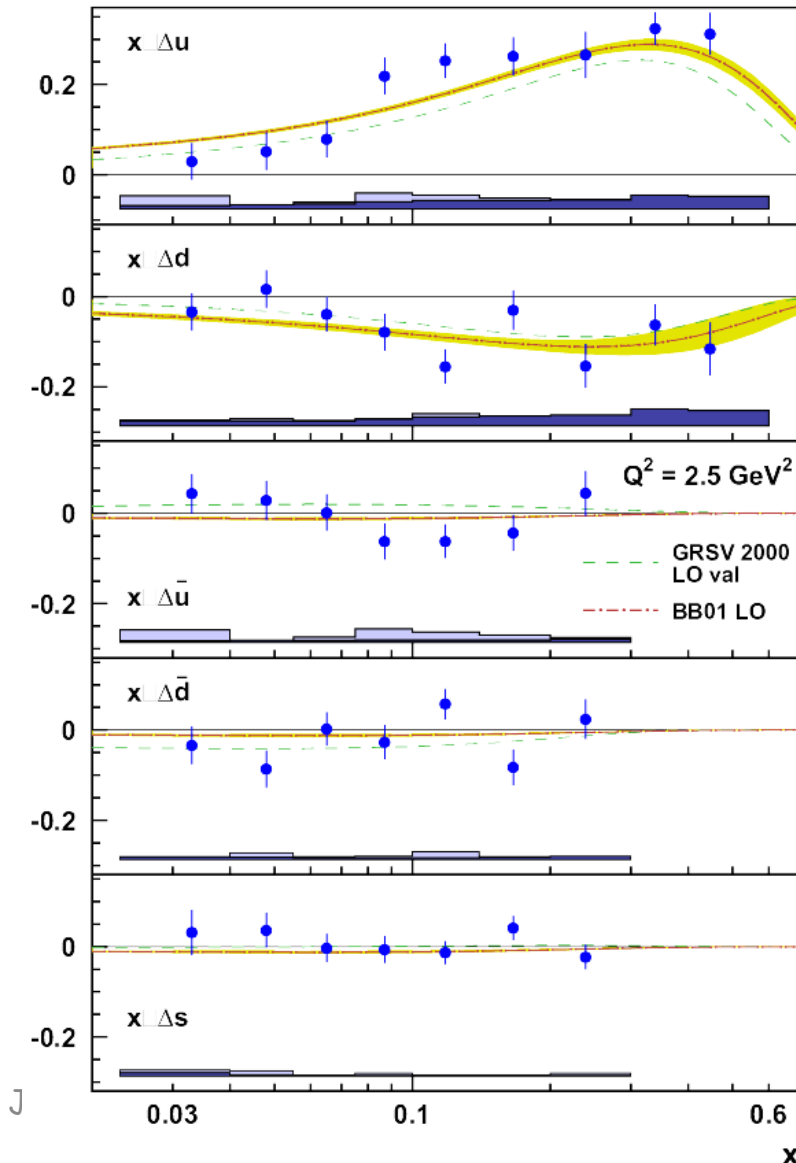 x Δu
0.2
0
x Δd
0
-0.2
Q² = 2.5 GeV²
0
GRSV 2000
LO val
-0.2
x Δū
BB01 LO
x Δd̄
0
-0.2
0
x Δs
-0.2
J
0.03
0.1
0.6
x